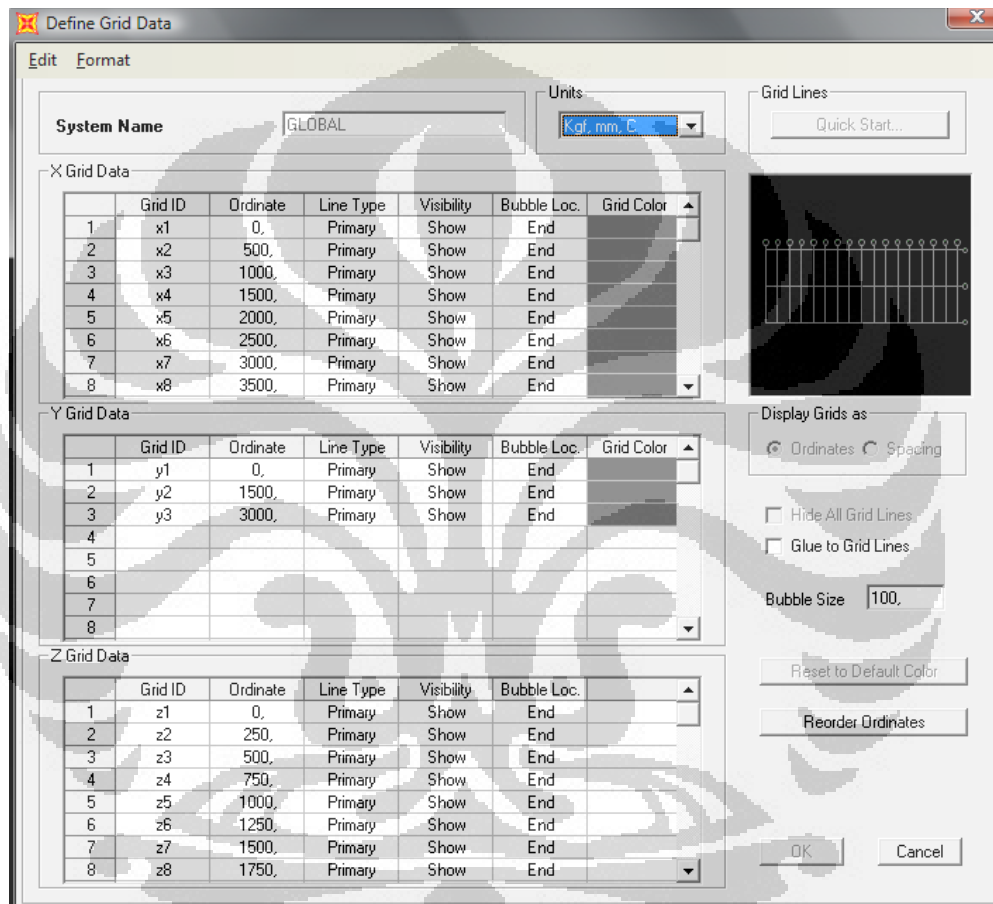 Define Grid Data
Edit Format
System Name GLOBAL
Units
Kgf, mm, C
Grid Lines
Quick Start...
X Grid Data
Grid ID Ordinate Line Type Visibility Bubble Loc. Grid Color
1 x1 0, Primary Show End
2 x2 500, Primary Show End
3 x3 1000, Primary Show End
4 x4 1500, Primary Show End
5 x5 2000, Primary Show End
6 x6 2500, Primary Show End
7 x7 3000, Primary Show End
8 x8 3500, Primary Show End
Y Grid Data
Grid ID Ordinate Line Type Visibility Bubble Loc. Grid Color
1 y1 0, Primary Show End
2 y2 1500, Primary Show End
3 y3 3000, Primary Show End
4
5
6
7
8
Display Grids as
Ordinates Spacing
Hide All Grid Lines
Glue to Grid Lines
Bubble Size 100,
Z Grid Data
Grid ID Ordinate Line Type Visibility Bubble Loc.
1 z1 0, Primary Show End
2 z2 250, Primary Show End
3 z3 500, Primary Show End
4 z4 750, Primary Show End
5 z5 1000, Primary Show End
6 z6 1250, Primary Show End
7 z7 1500, Primary Show End
8 z8 1750, Primary Show End
Reset to Default Color
Reorder Ordinates
OK Cancel